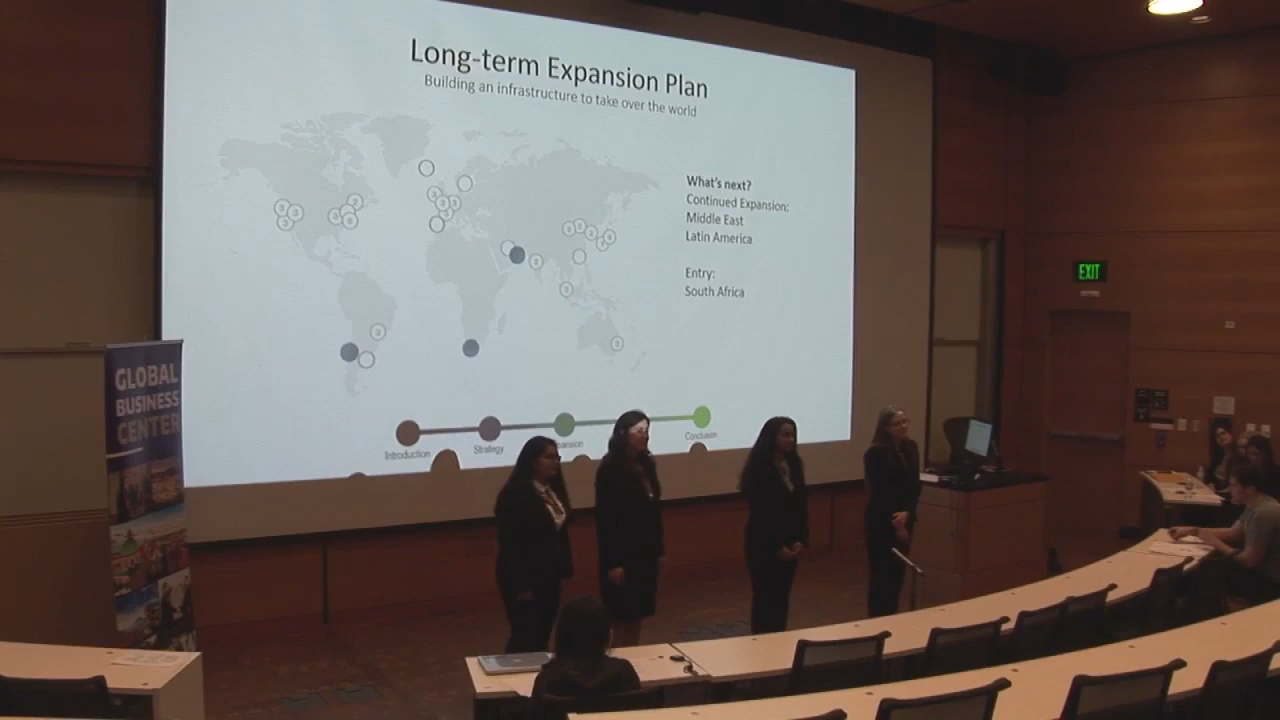 Long-term Expansion Plan
Building an infrastructure to take over the world
What's next?
Continued Expansion:
Middle East
Latin America
Entry:
South Africa
Introduction
Strategy
Conclusion
GLOBAL
BUSINESS
CENTER
EXIT